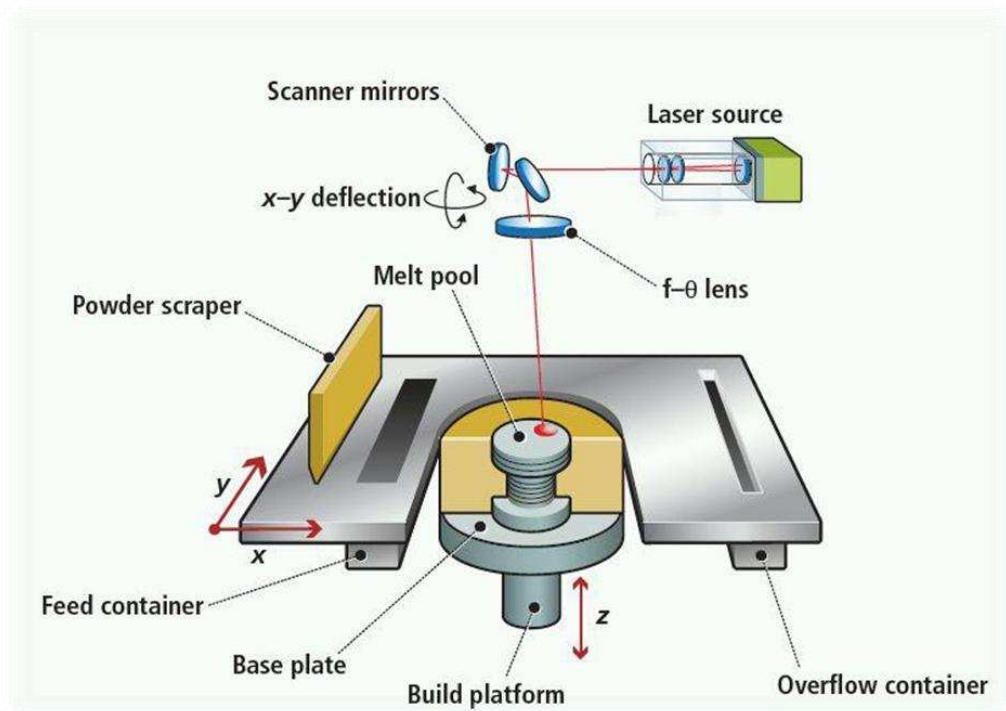 Scanner mirrors
Laser source
x–y deflection
Melt pool
f–θ lens
Powder scraper
y
x
Feed container
z
Base plate
Build platform
Overflow container